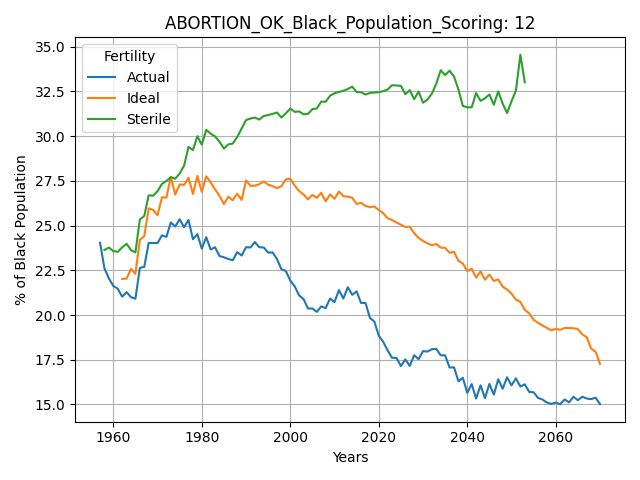 ABORTION_OK_Black_Population_Scoring: 12
Fertility
Actual
Ideal
Sterile
% of Black Population
35.0
32.5
30.0
27.5
25.0
22.5
20.0
17.5
15.0
1960 1980 2000 2020 2040 2060
Years